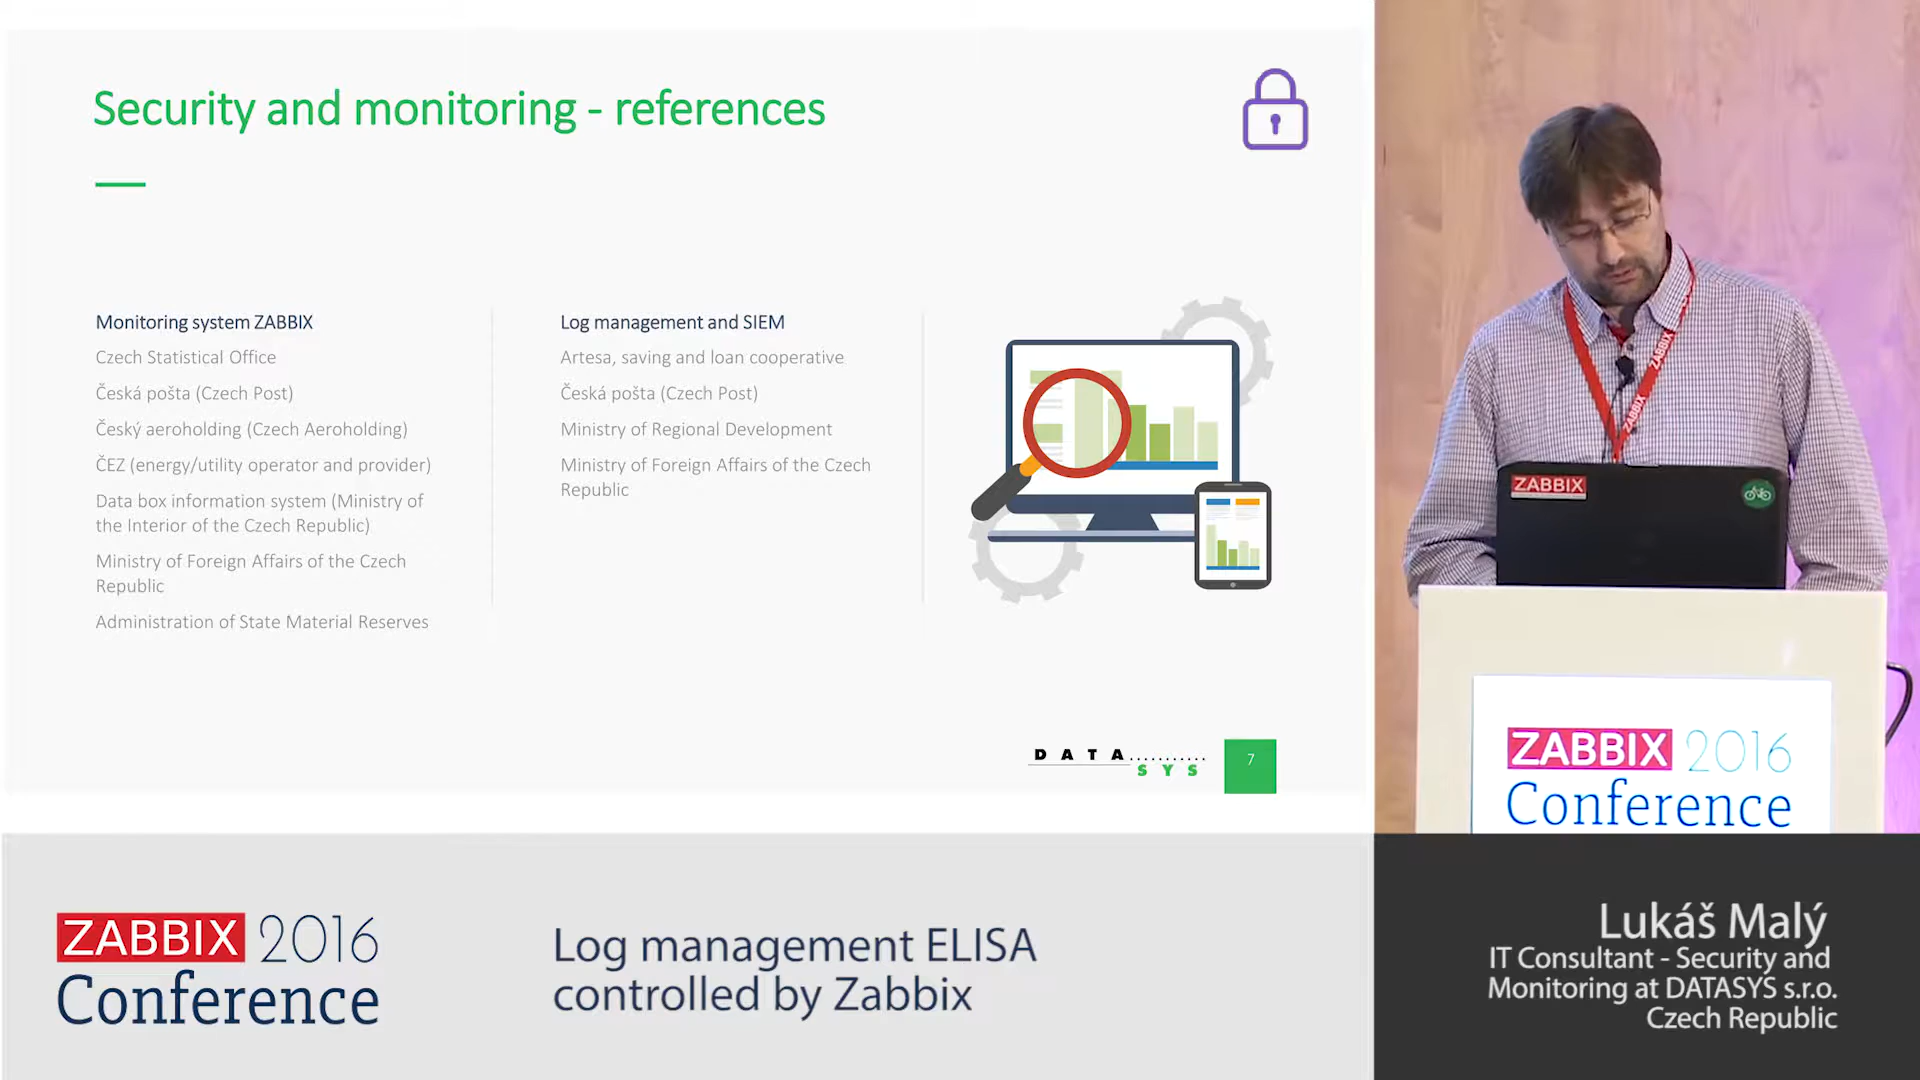 Security and monitoring - references
Monitoring system ZABBIX
Czech Statistical Office
Česká pošta (Czech Post)
Český aeroholding (Czech Aeroholding)
ČEZ (energy/utility operator and provider)
Data box information system (Ministry of
the Interior of the Czech Republic)
Ministry of Foreign Affairs of the Czech
Republic
Administration of State Material Reserves
Log management and SIEM
Artesa, saving and loan cooperative
Česká pošta (Czech Post)
Ministry of Regional Development
Ministry of Foreign Affairs of the Czech
Republic
DATA
SYS
7
ZABBIX
ZABBIX
ZABBIX
ZABBIX 2016
Conference
ZABBIX 2016
Conference
Log management ELISA
controlled by Zabbix
Lukáš Malý
IT Consultant - Security and
Monitoring at DATASYS s.r.o.
Czech Republic